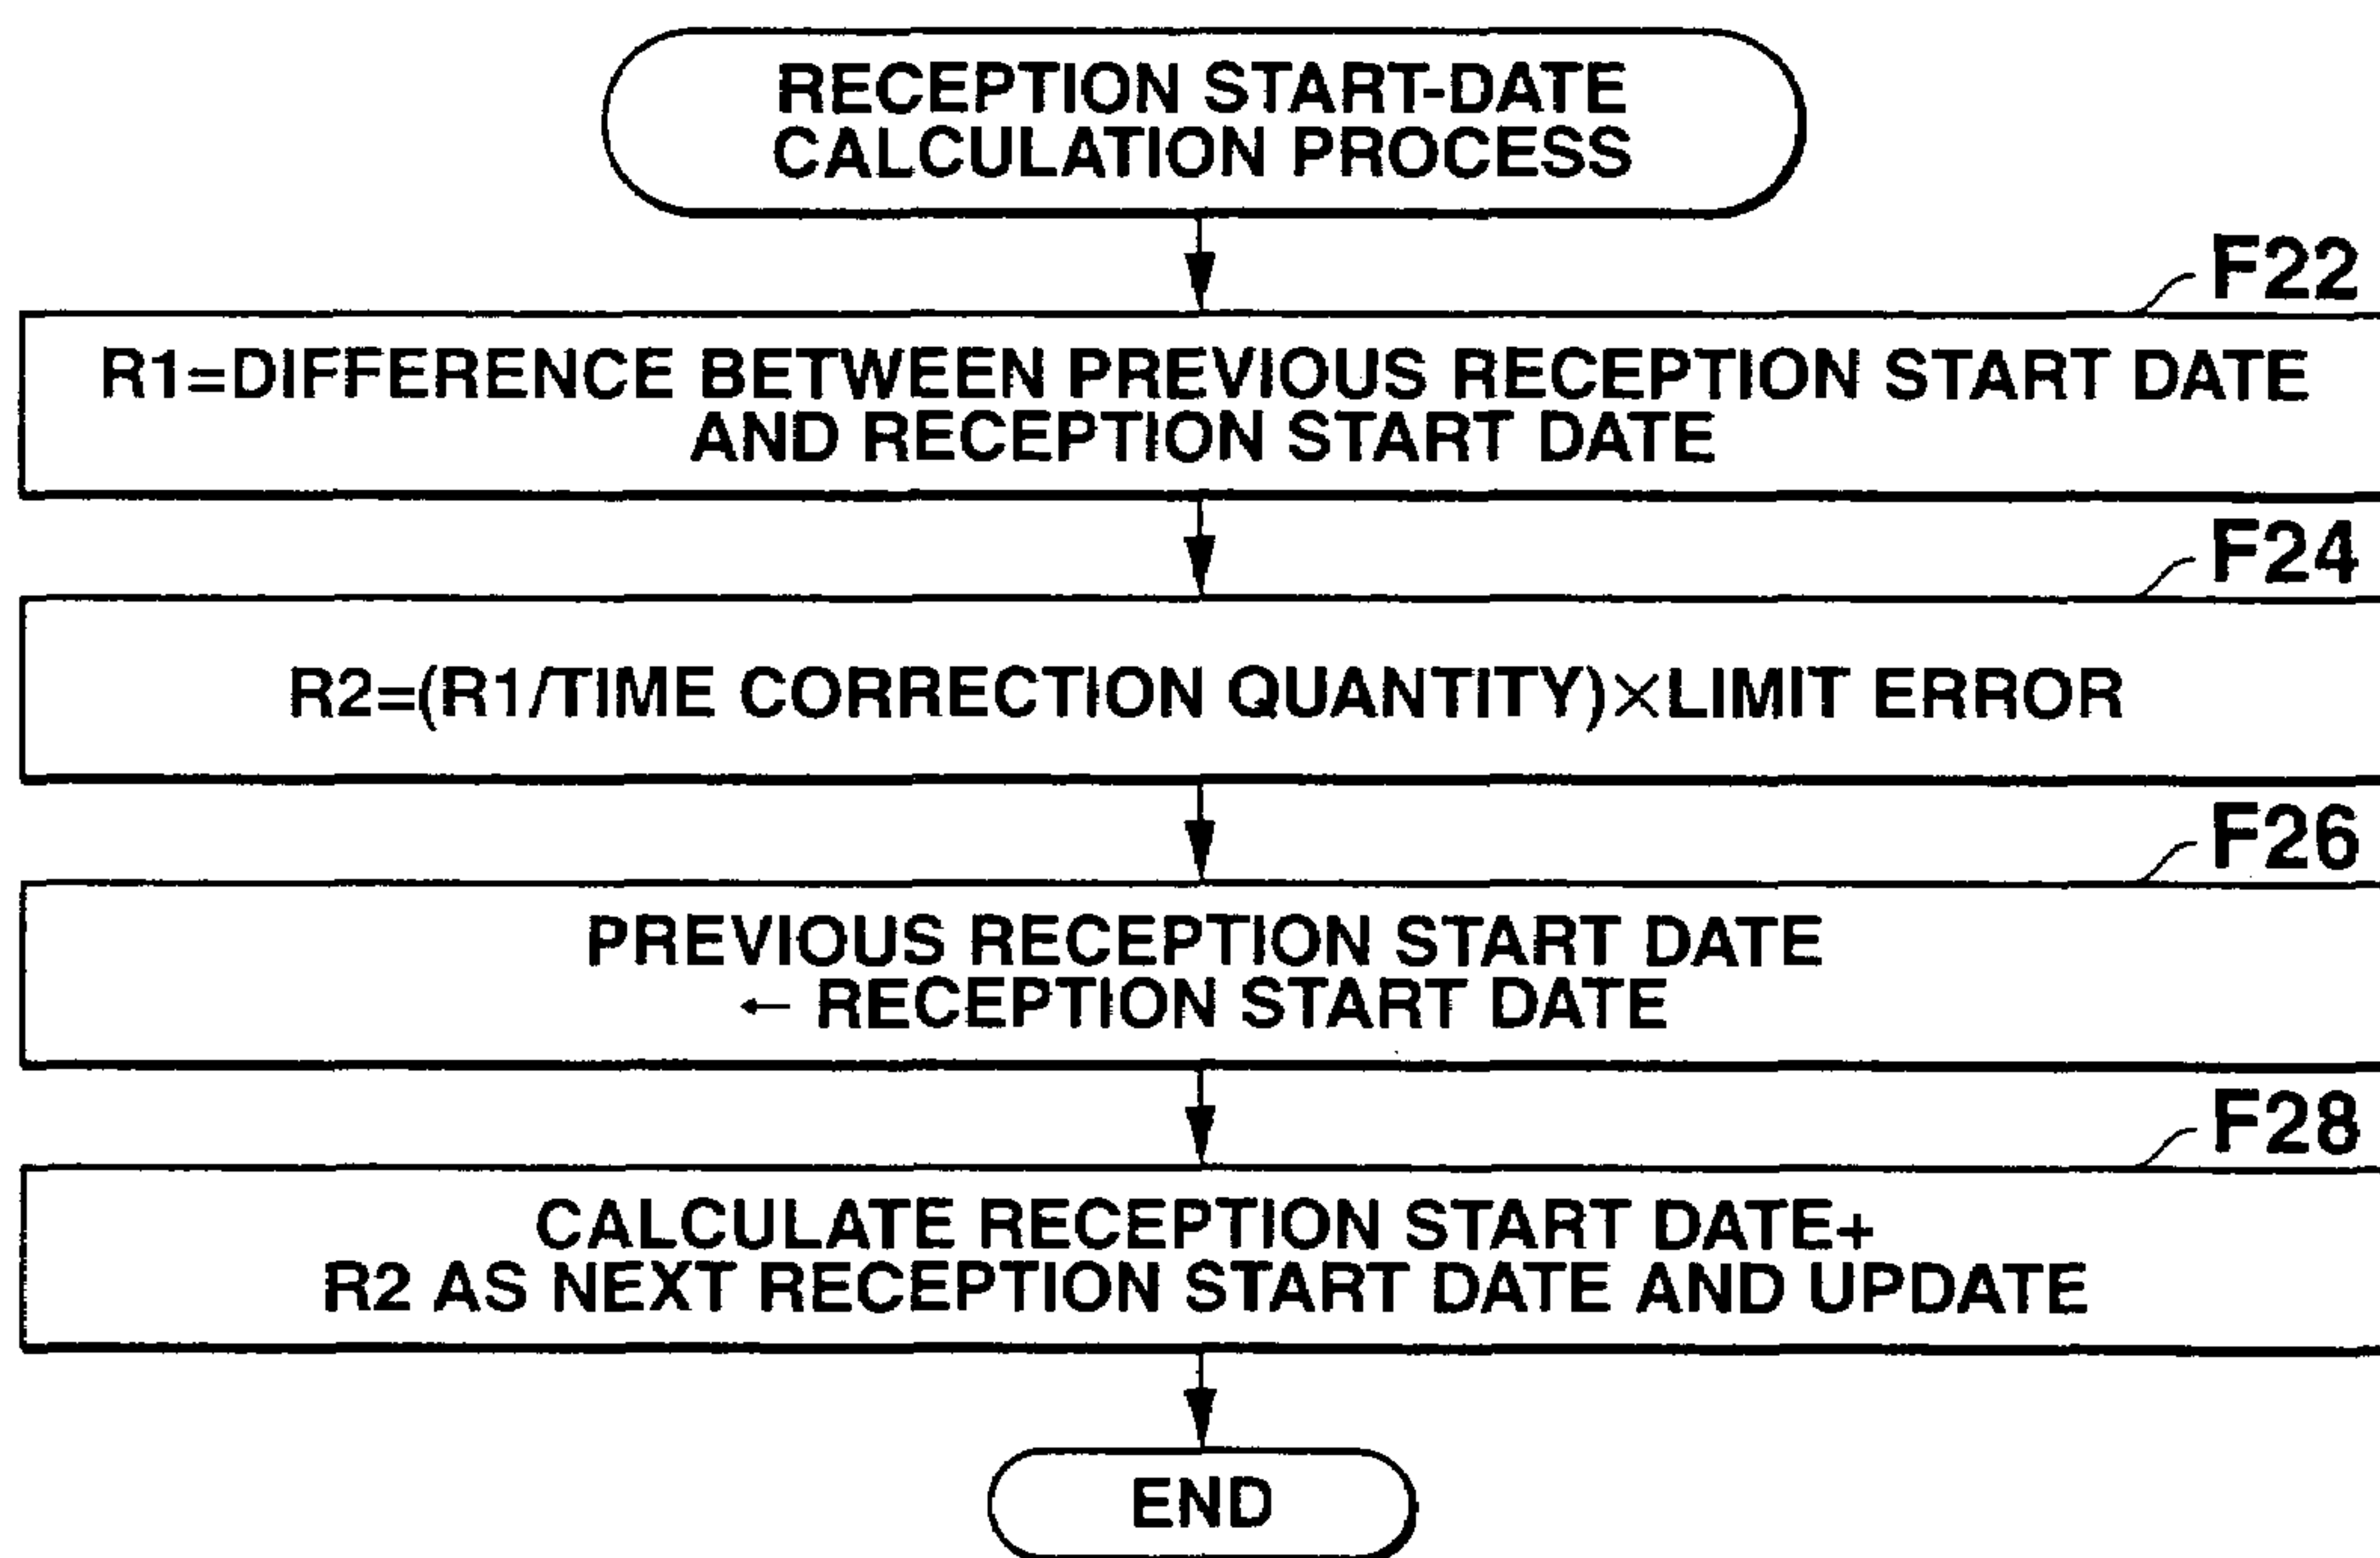 RECEPTION START-DATE
CALCULATION PROCESS
F22
R1=DIFFERENCE BETWEEN PREVIOUS RECEPTION START DATE
AND RECEPTION START DATE
F24
R2=(R1/TIME CORRECTION QUANTITY)×LIMIT ERROR
F26
PREVIOUS RECEPTION START DATE
← RECEPTION START DATE
F28
CALCULATE RECEPTION START DATE+
R2 AS NEXT RECEPTION START DATE AND UPDATE
END